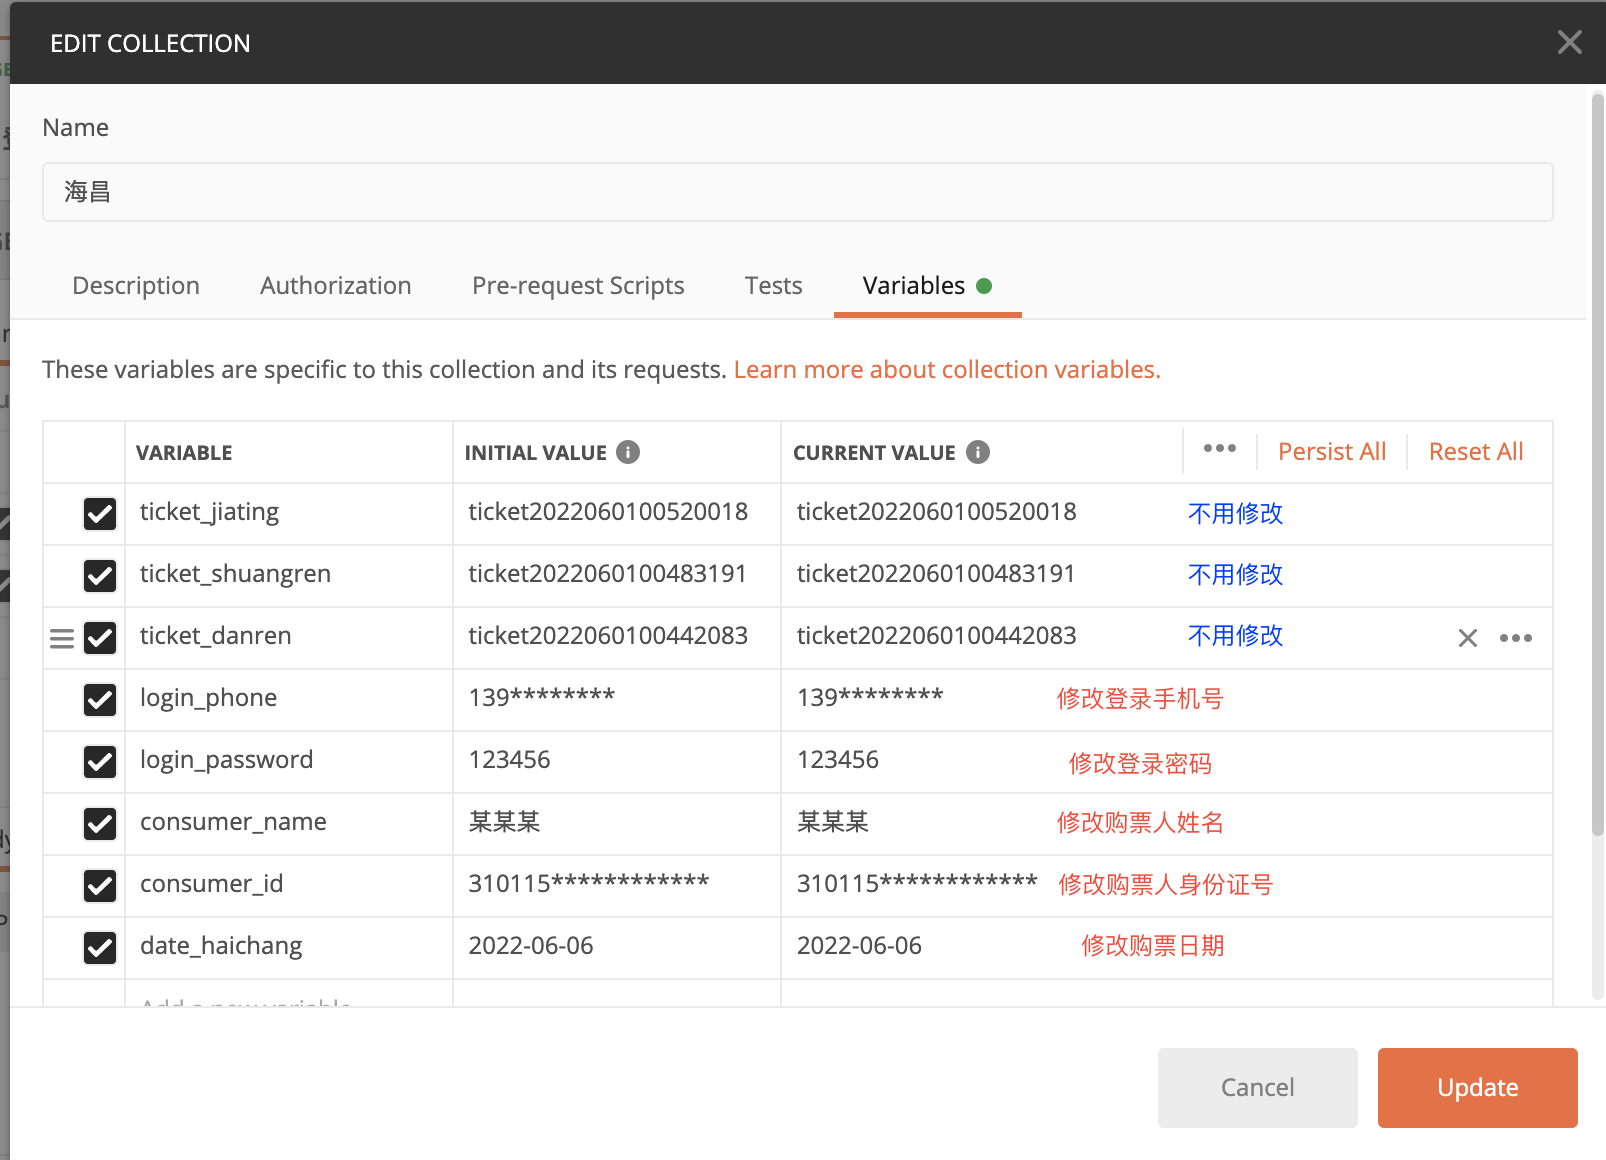 EDIT COLLECTION
Name
海昌
Description Authorization Pre-request Scripts Tests Variables
These variables are specific to this collection and its requests. Learn more about collection variables.
VARIABLE INITIAL VALUE CURRENT VALUE Persist All Reset All
ticket_jiating ticket2022060100520018 ticket2022060100520018 不用修改
ticket_shuangren ticket2022060100483191 ticket2022060100483191 不用修改
ticket_danren ticket2022060100442083 ticket2022060100442083 不用修改
login_phone 139******** 139******** 修改登录手机号
login_password 123456 123456 修改登录密码
consumer_name 某某某 某某某 修改购票人姓名
consumer_id 310115************ 310115************ 修改购票人身份证号
date_haichang 2022-06-06 2022-06-06 修改购票日期
Add a new variable
Cancel Update